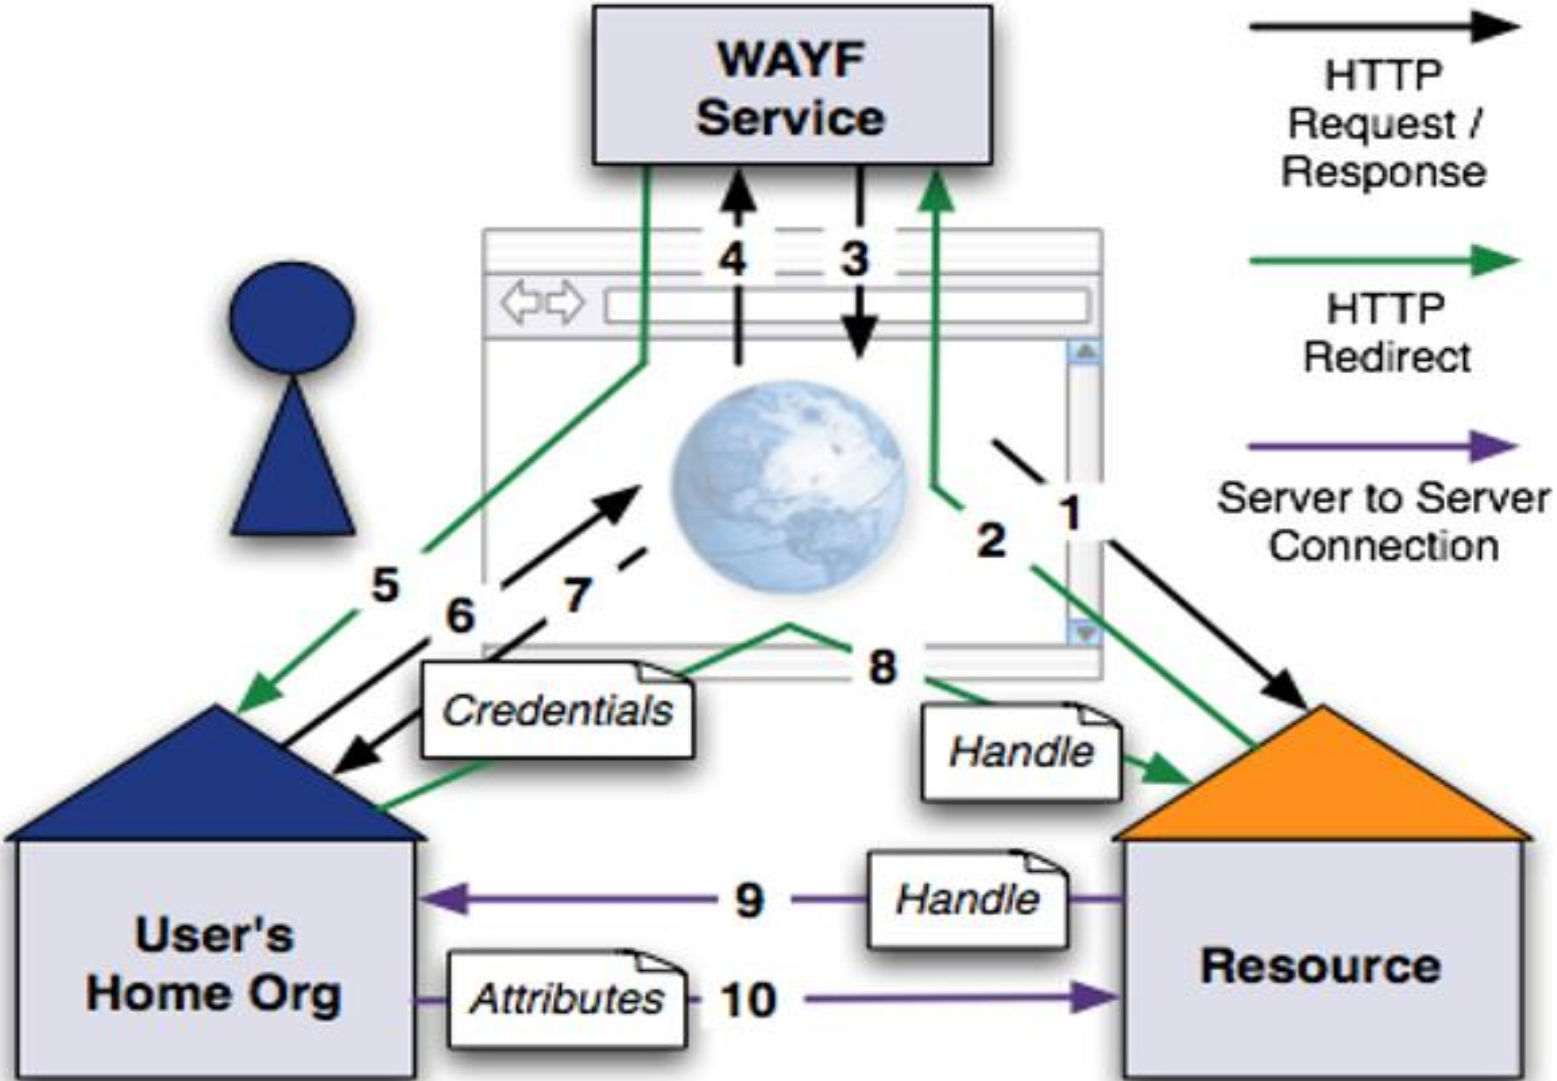 WAYF
Service
HTTP
Request /
Response
4
3
HTTP
Redirect
Server to Server
Connection
1
2
5
7
6
8
Credentials
Handle
9
Handle
User's
Home Org
Resource
Attributes
10